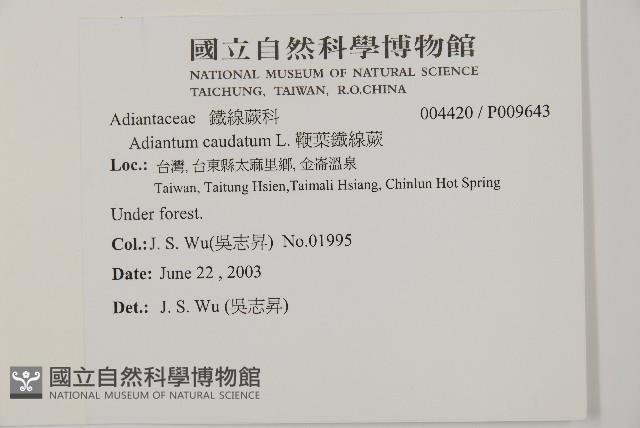 國立自然科學博物館
NATIONAL MUSEUM OF NATURAL SCIENCE
TAICHUNG, TAIWAN, R.O.CHINA
Adiantaceae 鐵線蕨科 004420 / P009643
Adiantum caudatum L. 鞭葉鐵線蕨
Loc.: 台灣, 台東縣太麻里鄉, 金崙溫泉
Taiwan, Taitung Hsien,Taimali Hsiang, Chinlun Hot Spring
Under forest.
Col.: J. S. Wu(吳志昇) No.01995
Date: June 22 , 2003
Det.: J. S. Wu (吳志昇)
國立自然科學博物館
NATIONAL MUSEUM OF NATURAL SCIENCE